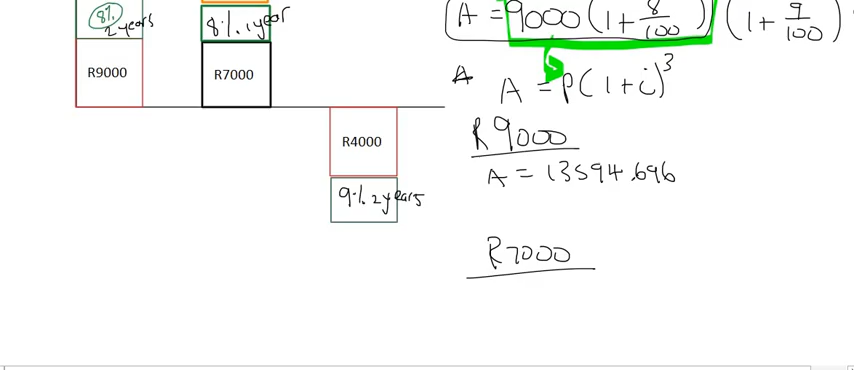 8%
2 years
8% 1 year
R9000
R7000
R4000
9% 2 years
A = 9000 (1 + 8/100) (1 + 9/100)
A
A = P(1 + i)³
R9000
A = 13594.696
R7000